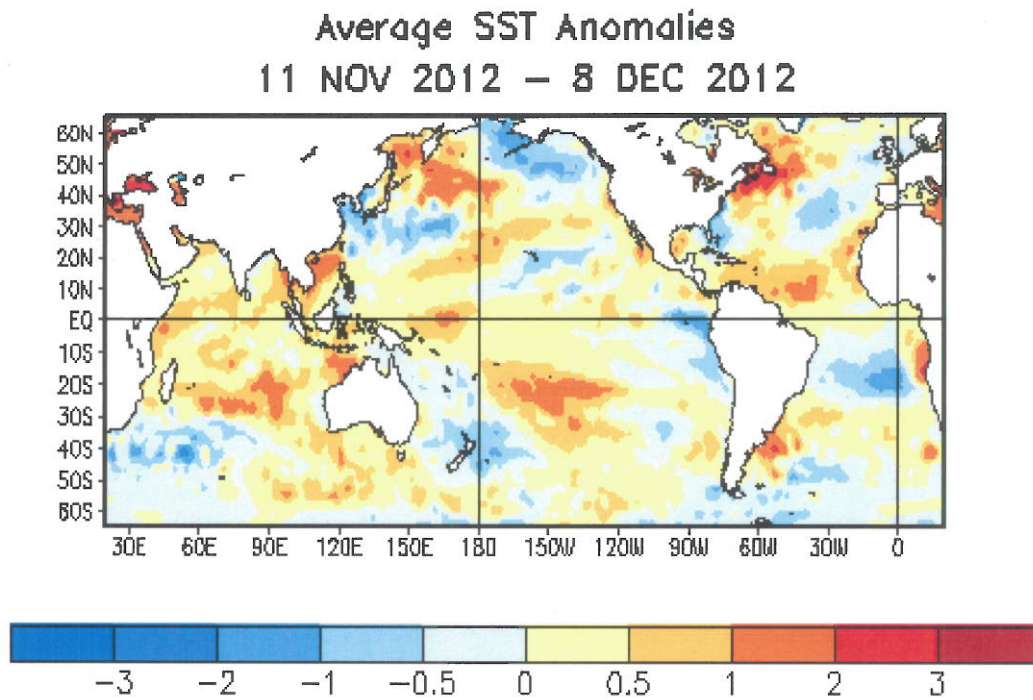 Average SST Anomalies
11 NOV 2012 – 8 DEC 2012
60N
50N
40N
30N
20N
10N
EQ
10S
20S
30S
40S
50S
60S
30E 60E 90E 120E 150E 180 150W 120W 90W 60W 30W 0
−3 −2 −1 −0.5 0 0.5 1 2 3